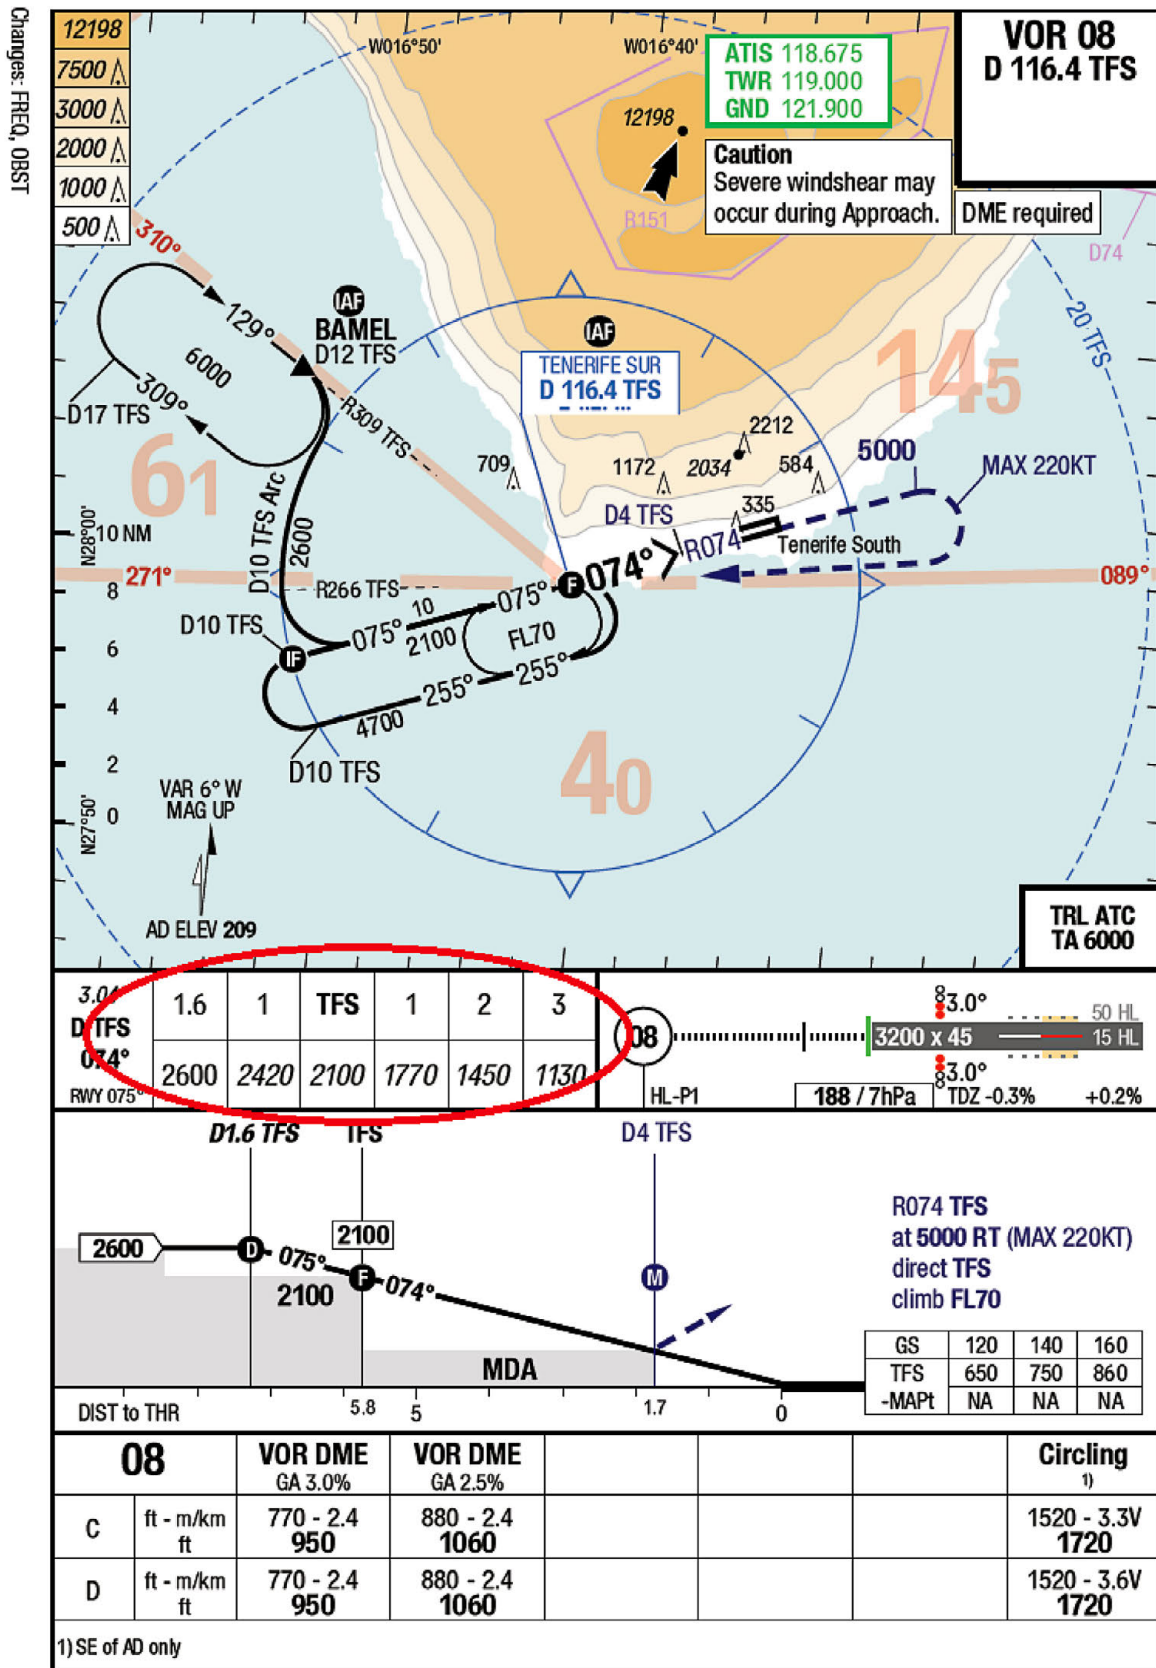 Changes: FREQ, OBST
12198
7500
3000
2000
1000
500
W016°50'
W016°40'
ATIS 118.675
TWR 119.000
GND 121.900
VOR 08
D 116.4 TFS
12198
R151
Caution
Severe windshear may
occur during Approach.
DME required
D74
310°
129°
IAF
BAMEL
D12 TFS
6000
309°
D17 TFS
R309 TFS
IAF
TENERIFE SUR
D 116.4 TFS
20 TFS
145
61
709
1172
2212
2034
584
335
5000
MAX 220KT
D4 TFS
R074
Tenerife South
N28°00'
10 NM
8
6
4
2
0
N27°50'
271°
089°
D10 TFS Arc
2600
R266 TFS
074°
F
075°
10
075°
2100
FL70
D10 TFS
IF
255°
255°
4700
D10 TFS
40
VAR 6° W
MAG UP
AD ELEV 209
TRL ATC
TA 6000
3.04°
D TFS
074°
RWY 075°
1.6 1 TFS 1 2 3
2600 2420 2100 1770 1450 1130
08
HL-P1
3.0°
50 HL
3200 x 45
15 HL
3.0°
188 / 7hPa
TDZ -0.3%
+0.2%
D1.6 TFS
TFS
D4 TFS
2600
D
075°
2100
2100
F
074°
M
MDA
R074 TFS
at 5000 RT (MAX 220KT)
direct TFS
climb FL70
GS 120 140 160
TFS 650 750 860
-MAPt NA NA NA
DIST to THR
5.8
5
1.7
0
08
VOR DME
GA 3.0%
VOR DME
GA 2.5%
Circling
1)
C
ft - m/km 770 - 2.4 880 - 2.4 1520 - 3.3V
ft 950 1060 1720
D
ft - m/km 770 - 2.4 880 - 2.4 1520 - 3.6V
ft 950 1060 1720
1) SE of AD only